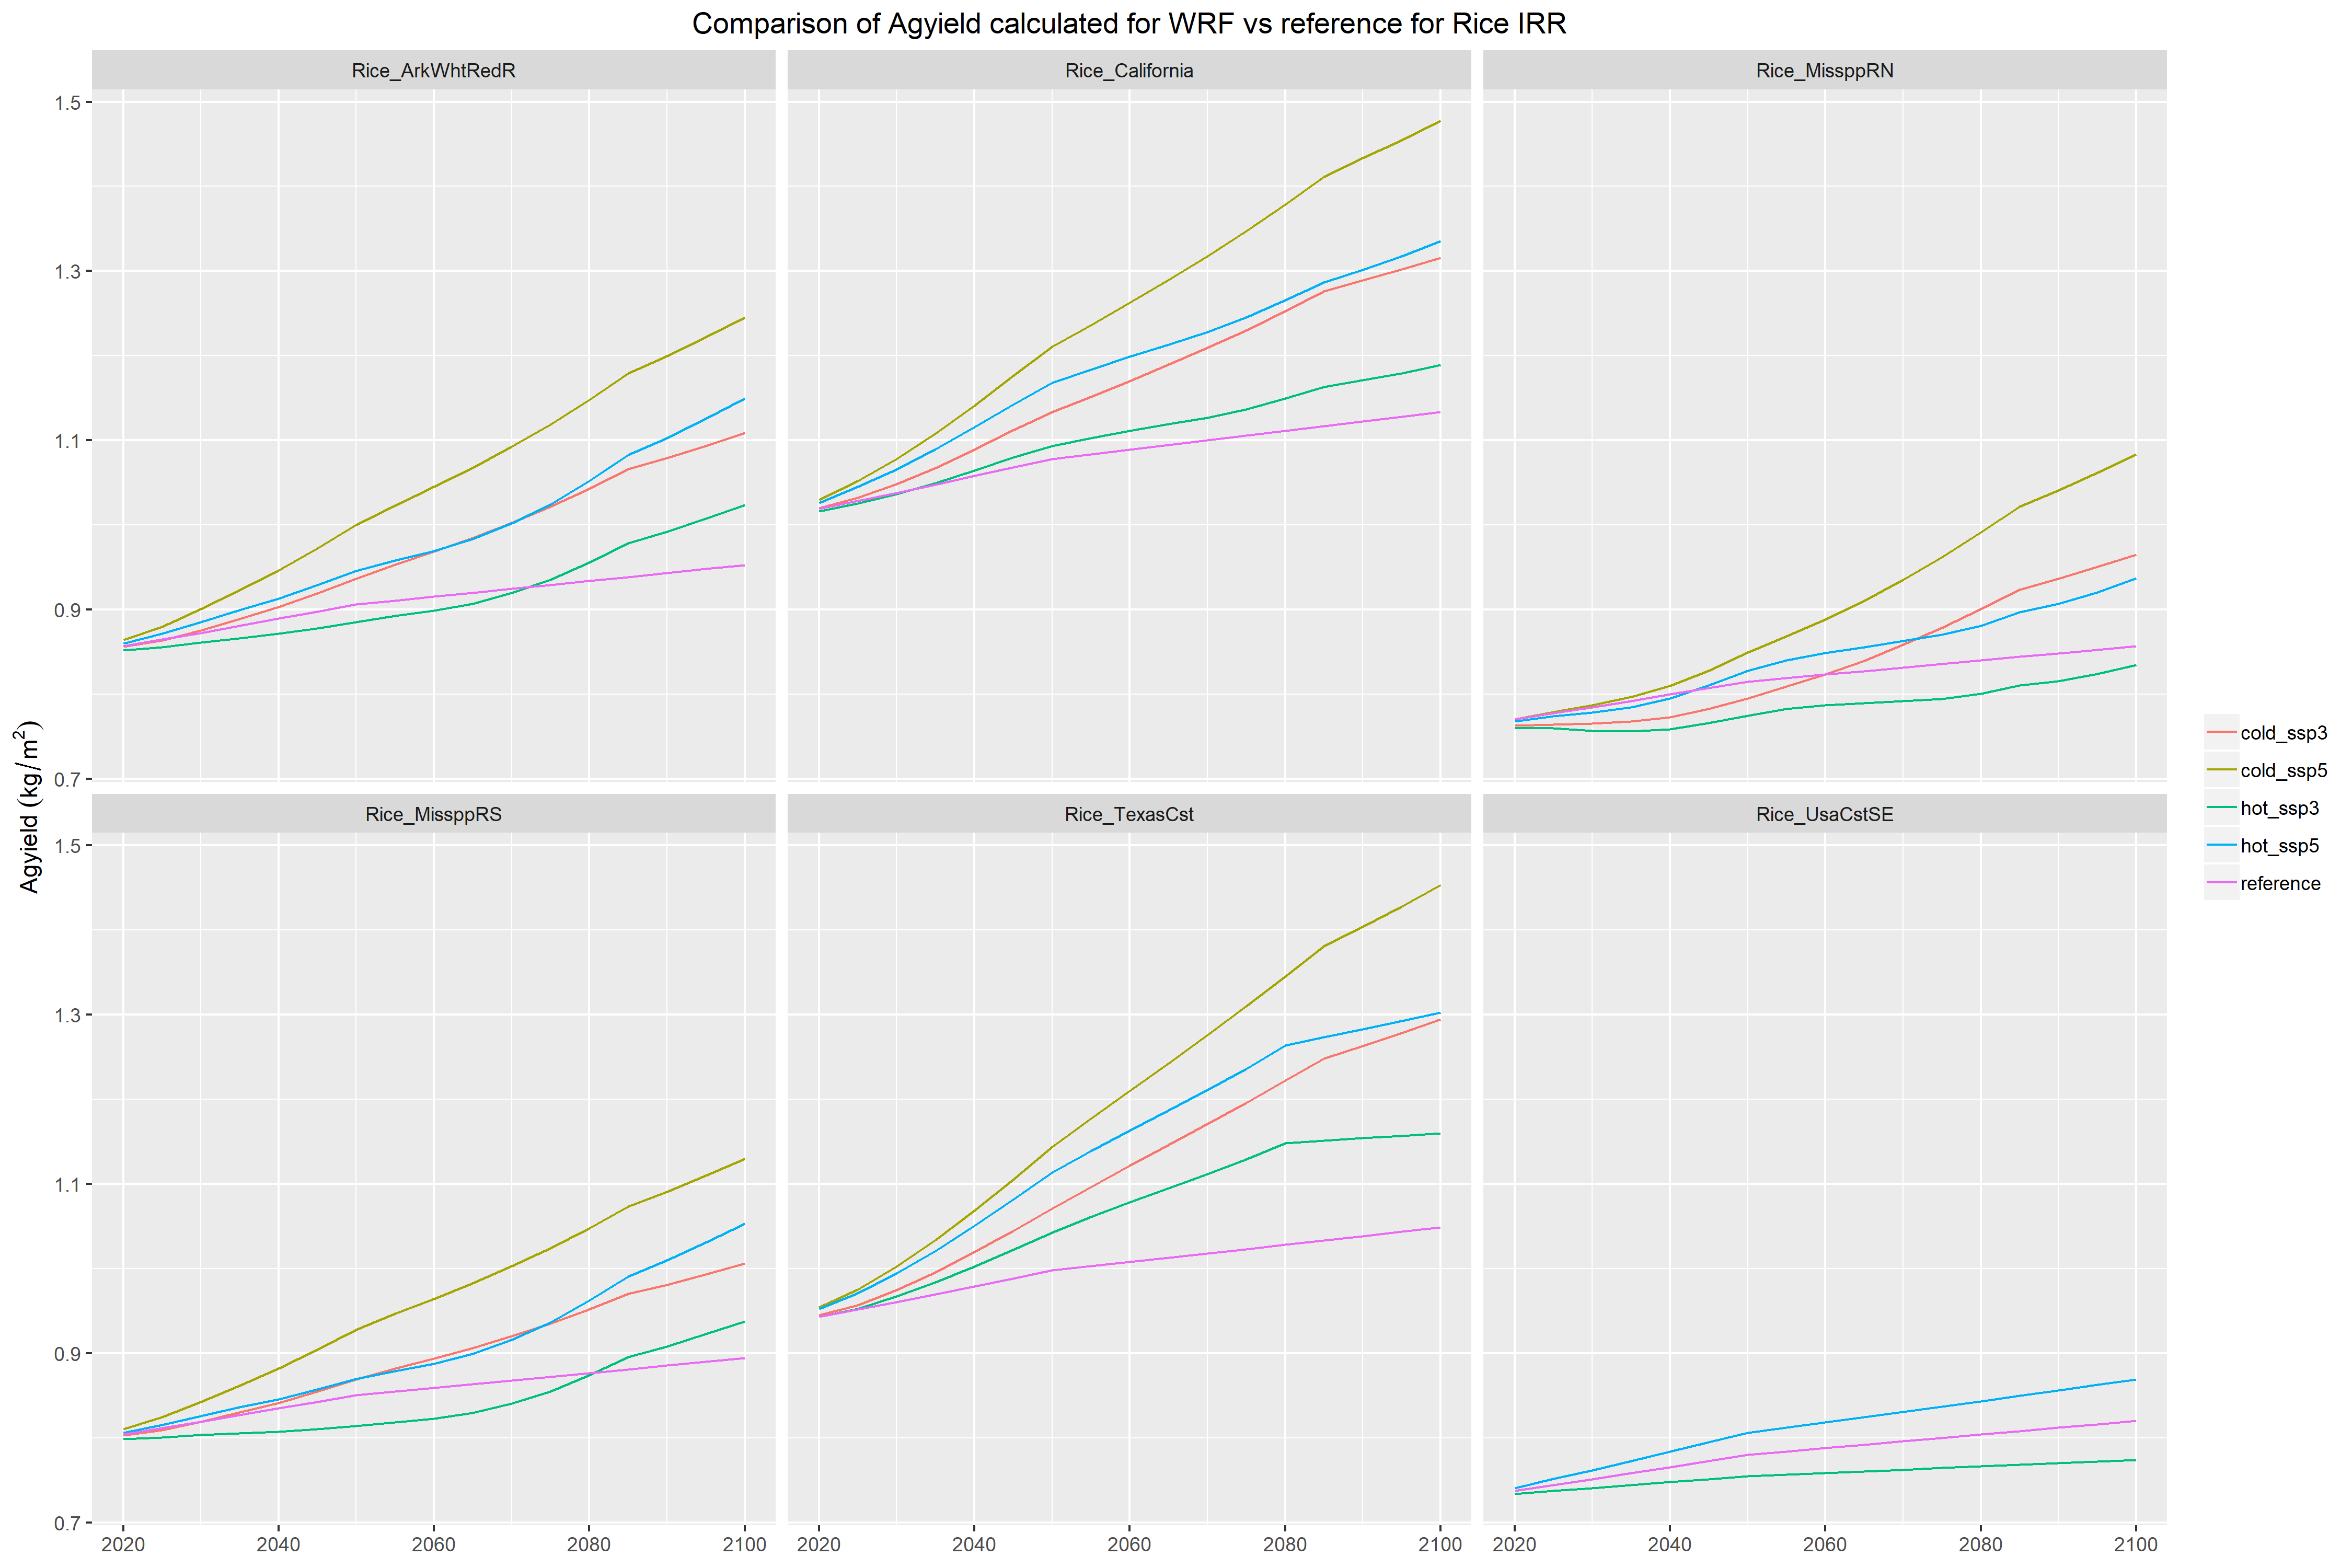 Comparison of Agyield calculated for WRF vs reference for Rice IRR
Rice_ArkWhtRedR
Rice_California
Rice_MissppRN
1.5
1.3
1.1
0.9
0.7
Rice_MissppRS
Rice_TexasCst
Rice_UsaCstSE
1.5
1.3
1.1
0.9
0.7
2020 2040 2060 2080 2100
2020 2040 2060 2080 2100
2020 2040 2060 2080 2100
Agyield (kg/m²)
cold_ssp3
cold_ssp5
hot_ssp3
hot_ssp5
reference